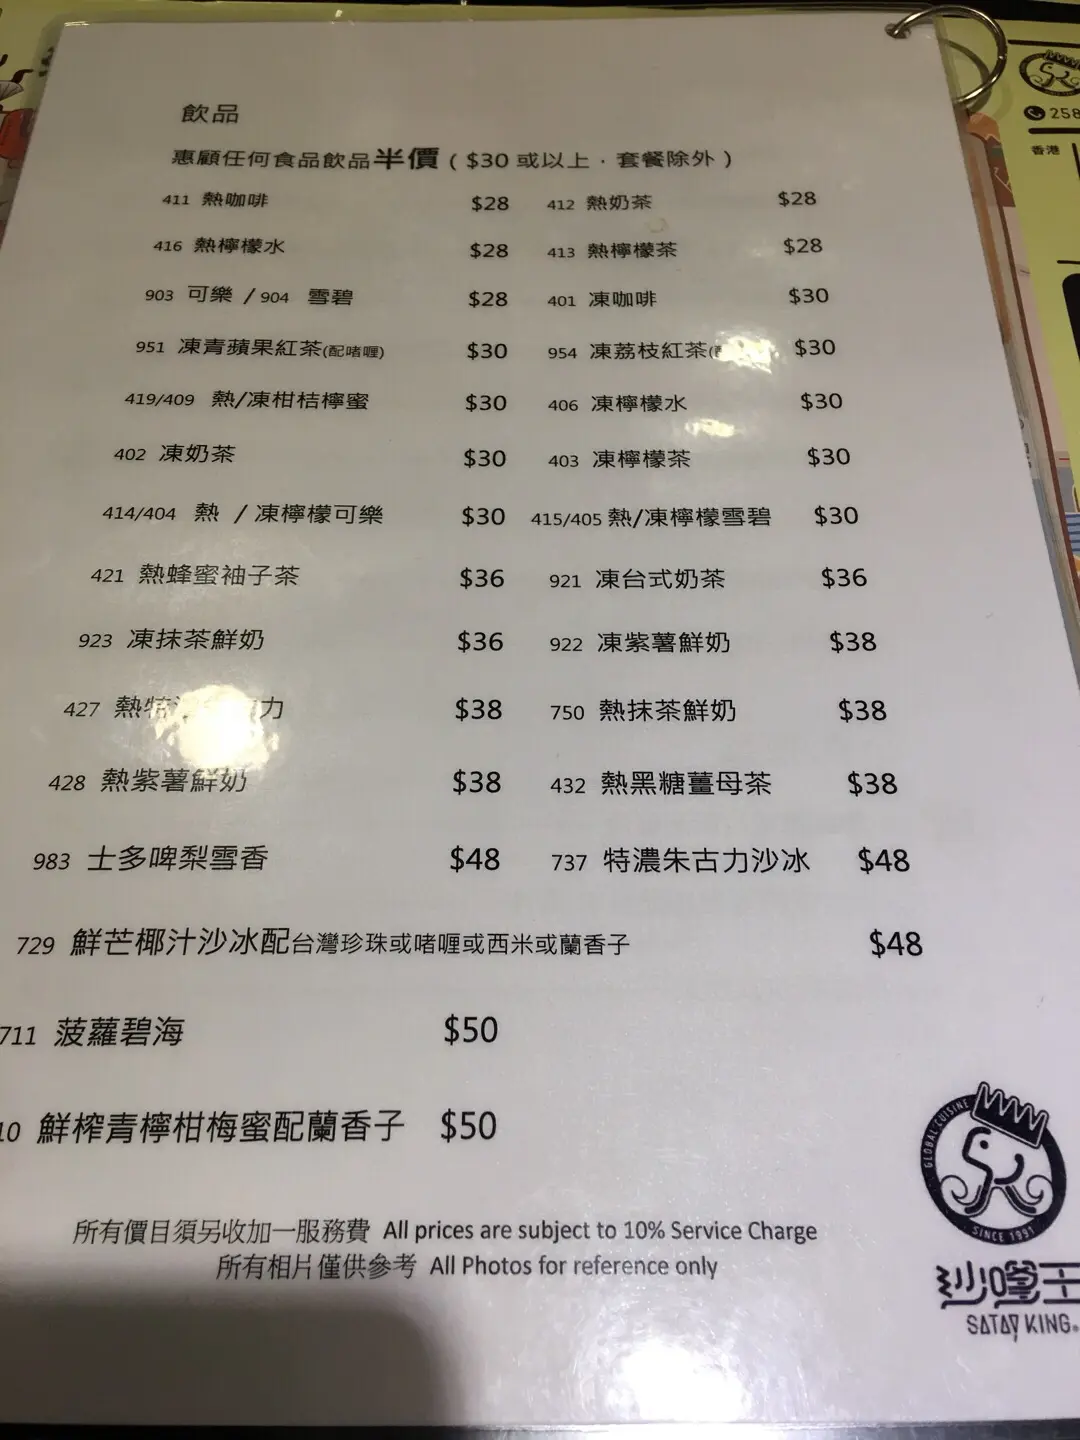 飲品
惠顧任何食品飲品半價（$30 或以上．套餐除外）
411 熱咖啡 $28 412 熱奶茶 $28
416 熱檸檬水 $28 413 熱檸檬茶 $28
903 可樂 / 904 雪碧 $28 401 凍咖啡 $30
951 凍青蘋果紅茶(配啫喱) $30 954 凍荔枝紅茶( $30
419/409 熱/凍柑桔檸蜜 $30 406 凍檸檬水 $30
402 凍奶茶 $30 403 凍檸檬茶 $30
414/404 熱 / 凍檸檬可樂 $30 415/405 熱/凍檸檬雪碧 $30
421 熱蜂蜜袖子茶 $36 921 凍台式奶茶 $36
923 凍抹茶鮮奶 $36 922 凍紫薯鮮奶 $38
427 熱特 力 $38 750 熱抹茶鮮奶 $38
428 熱紫薯鮮奶 $38 432 熱黑糖薑母茶 $38
983 士多啤梨雪香 $48 737 特濃朱古力沙冰 $48
729 鮮芒椰汁沙冰配台灣珍珠或啫喱或西米或蘭香子 $48
711 菠蘿碧海 $50
10 鮮榨青檸柑梅蜜配蘭香子 $50
所有價目須另收加一服務費 All prices are subject to 10% Service Charge
所有相片僅供參考 All Photos for reference only
GLOBAL CUISINE
SINCE 1991
沙嗲王
SATAY KING
258
香港